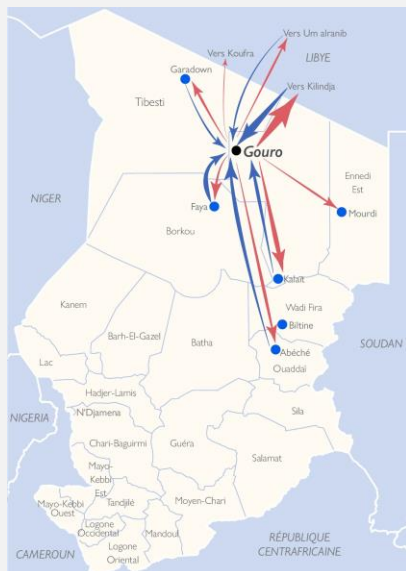 Vers Um alranib
LIBYE
Vers Koufra
Garadown
Vers Kilindja
Tibesti
Gouro
Ennedi
Est
NIGER
Faya
Mourdi
Borkou
Kalaït
Kanem
Wadi Fira
Barh-El-Gazel
Batha
Biltine
SOUDAN
Lac
Abéché
Ouaddaï
Hadjer-Lamis
N'Djamena
Sila
NIGERIA
Chari-Baguirmi
Guéra
Salamat
Mayo-
Kebbi
Est
Mayo-Kebbi
Ouest
Tandjilé
Moyen-Chari
Logone
Occidental
Mandoul
Logone
Oriental
CAMEROUN
RÉPUBLIQUE
CENTRAFRICAINE